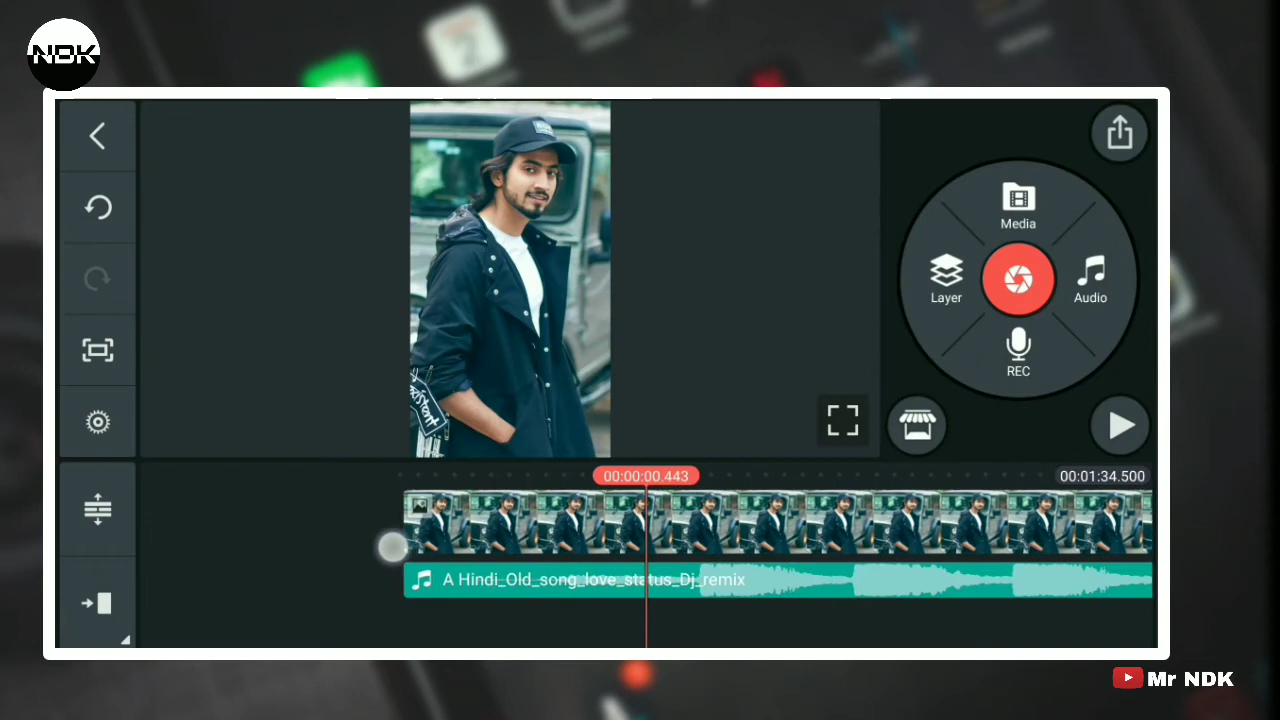 NDK
Media
Layer
Audio
REC
00:00:00.443
00:01:34.500
A Hindi_Old_song_love_status_Dj_remix
Mr NDK